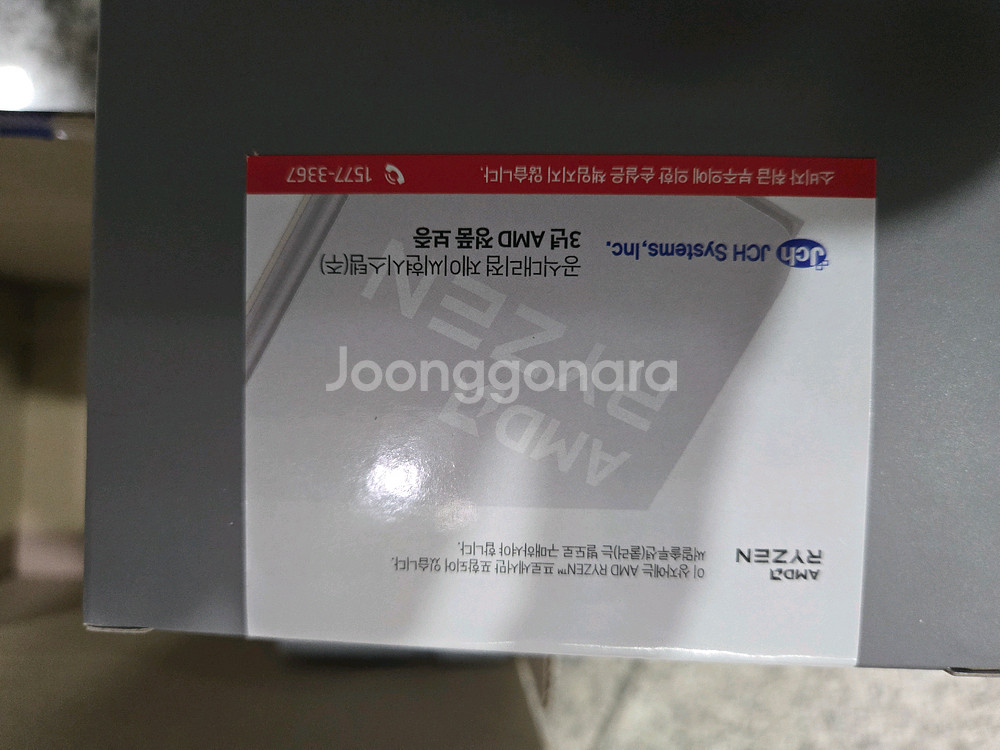 AMD
RYZEN
이 상자에는 AMD RYZEN™ 프로세서만 포함되어 있습니다.
써멀솔루션(쿨러)는 별도로 구매하셔야 합니다.
AMD
RYZEN
Joonggonara
Jch JCH Systems,Inc.
공식대리점 제이씨현시스템(주)
3년 AMD 정품 보증
소비자 취급 부주의에 의한 손실은 책임지지 않습니다.
1577-3367